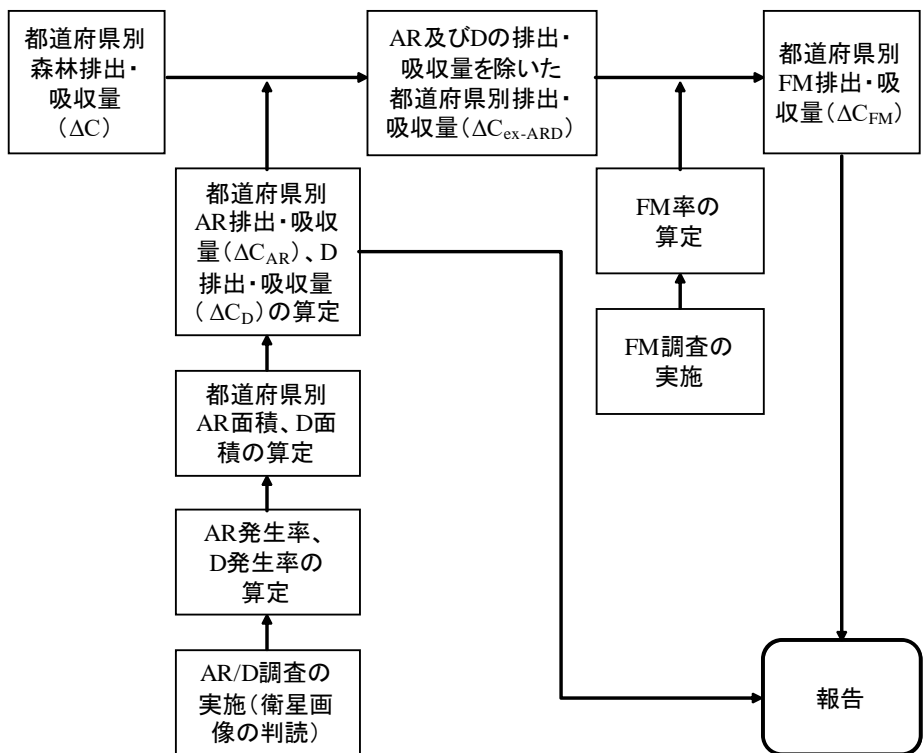 都道府県別
森林排出・
吸収量
（ΔC）
AR及びDの排出・
吸収量を除いた
都道府県別排出・
吸収量（ΔCex-ARD）
都道府県別
FM排出・吸
収量（ΔCFM）
都道府県別
AR排出・吸収
量（ΔCAR）、D
排出・吸収量
（ΔCD）の算定
FM率の
算定
FM調査の
実施
都道府県別
AR面積、D面
積の算定
AR発生率、
D発生率の
算定
AR/D調査の
実施（衛星画
像の判読）
報告